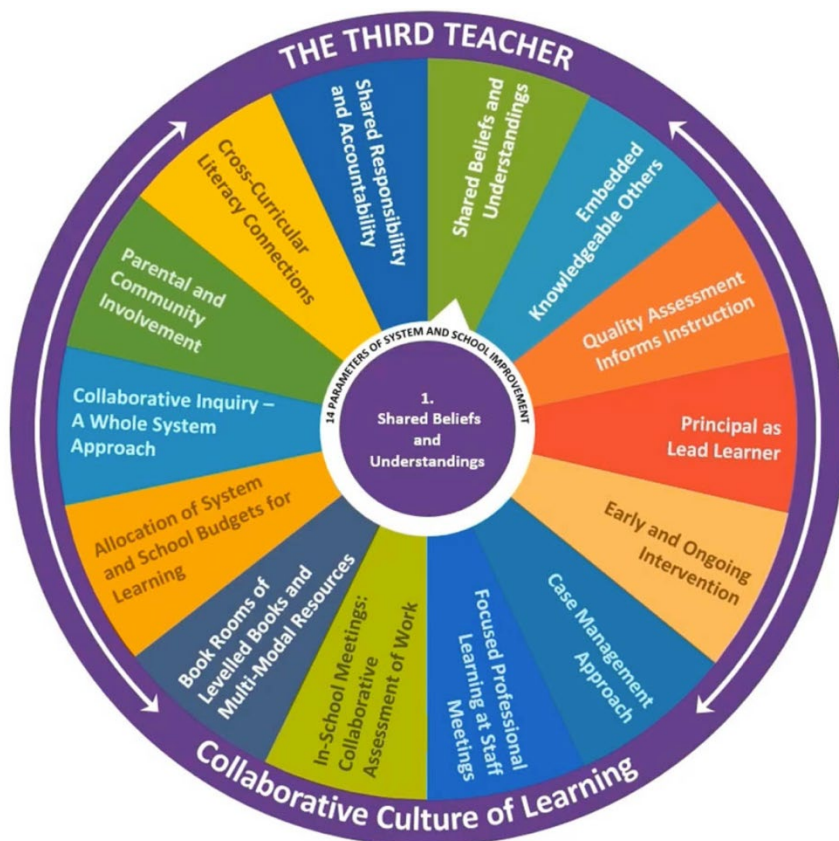 THE THIRD TEACHER
Shared Beliefs and
Understandings
Embedded
Knowledgeable Others
Quality Assessment
Informs Instruction
Principal as
Lead Learner
Early and Ongoing
Intervention
Case Management
Approach
Focused Professional
Learning at Staff
Meetings
In-School Meetings:
Collaborative
Assessment of Work
Book Rooms of
Levelled Books and
Multi-Modal Resources
Allocation of System
and School Budgets for
Learning
Collaborative Inquiry –
A Whole System
Approach
Parental and
Community
Involvement
Cross-Curricular
Literacy Connections
Shared Responsibility
and Accountability
14 PARAMETERS OF SYSTEM AND SCHOOL IMPROVEMENT
1.
Shared Beliefs
and
Understandings
Collaborative Culture of Learning